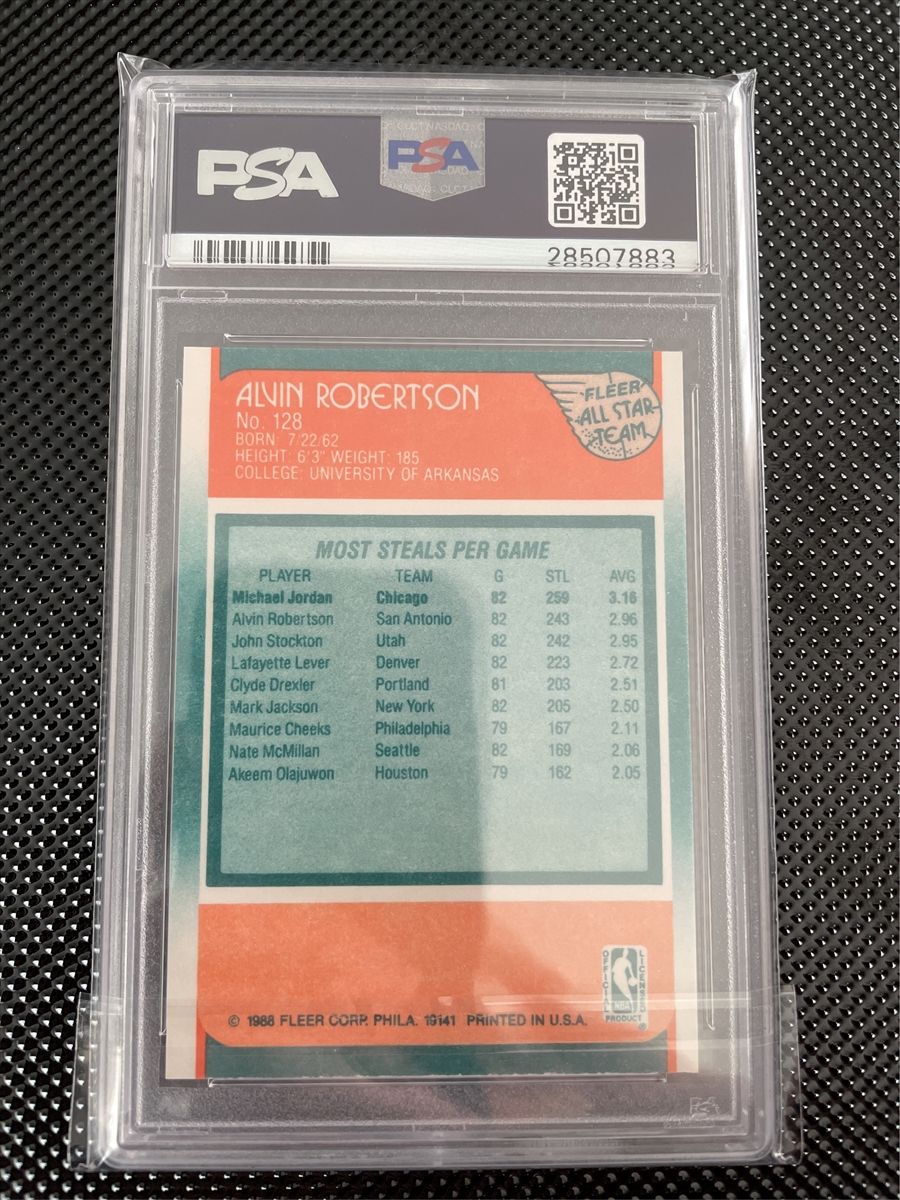 PSA
PSA
28507883
ALVIN ROBERTSON
No. 128
BORN: 7/22/62
HEIGHT: 6'3" WEIGHT: 185
COLLEGE: UNIVERSITY OF ARKANSAS
FLEER
ALL STAR
TEAM
MOST STEALS PER GAME
PLAYER TEAM G STL AVG
Michael Jordan Chicago 82 259 3.16
Alvin Robertson San Antonio 82 243 2.96
John Stockton Utah 82 242 2.95
Lafayette Lever Denver 82 223 2.72
Clyde Drexler Portland 81 203 2.51
Mark Jackson New York 82 205 2.50
Maurice Cheeks Philadelphia 79 167 2.11
Nate McMillan Seattle 82 169 2.06
Akeem Olajuwon Houston 79 162 2.05
OFFICIAL LICENSED
NBA
PRODUCT
© 1988 FLEER CORP. PHILA. 19141 PRINTED IN U.S.A.